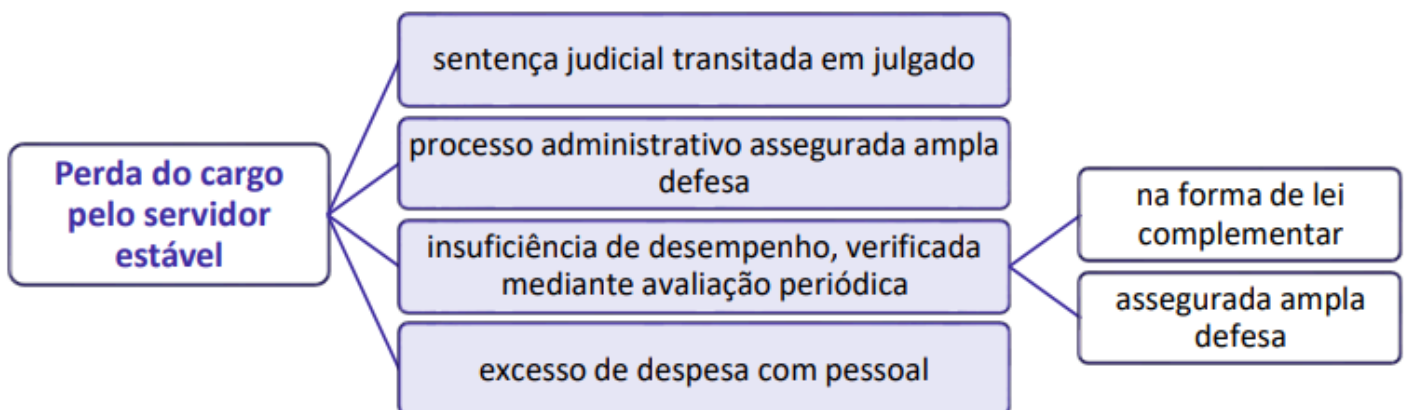 Perda do cargo
pelo servidor
estável
sentença judicial transitada em julgado
processo administrativo assegurada ampla
defesa
insuficiência de desempenho, verificada
mediante avaliação periódica
na forma de lei
complementar
assegurada ampla
defesa
excesso de despesa com pessoal